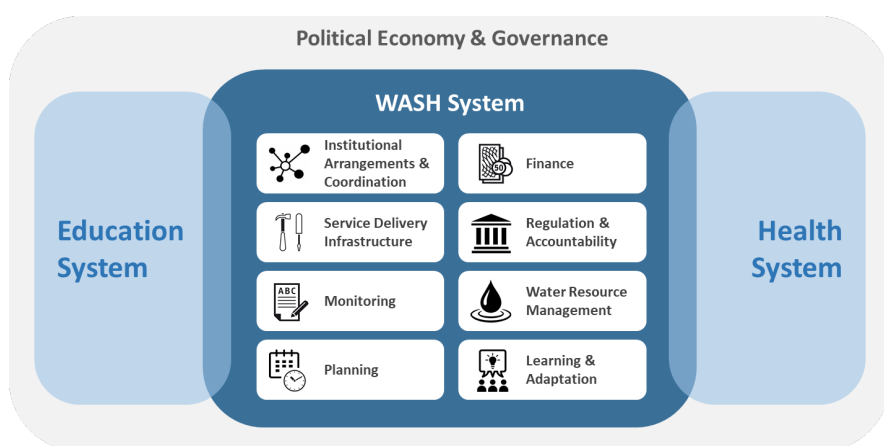 Political Economy & Governance
WASH System
Education
System
Institutional
Arrangements &
Coordination
Finance
50
Service Delivery
Infrastructure
Regulation &
Accountability
ABC
Monitoring
Water Resource
Management
Planning
Learning &
Adaptation
Health
System